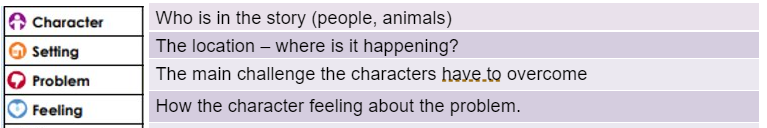 Character Who is in the story (people, animals)
Setting The location – where is it happening?
Problem The main challenge the characters have to overcome
Feeling How the character feeling about the problem.